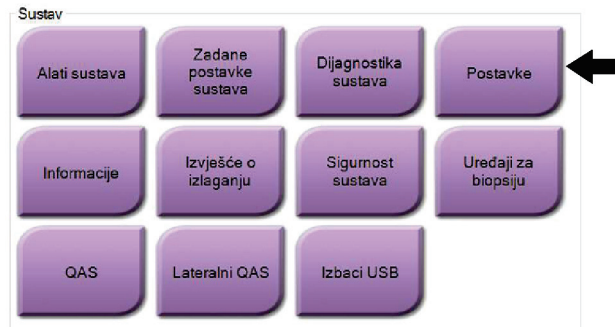 Sustav
Alati sustava
Zadane
postavke
sustava
Dijagnostika
sustava
Postavke
Informacije
Izvješće o
izlaganju
Sigurnost
sustava
Uređaji za
biopsiju
QAS
Lateralni QAS
Izbaci USB